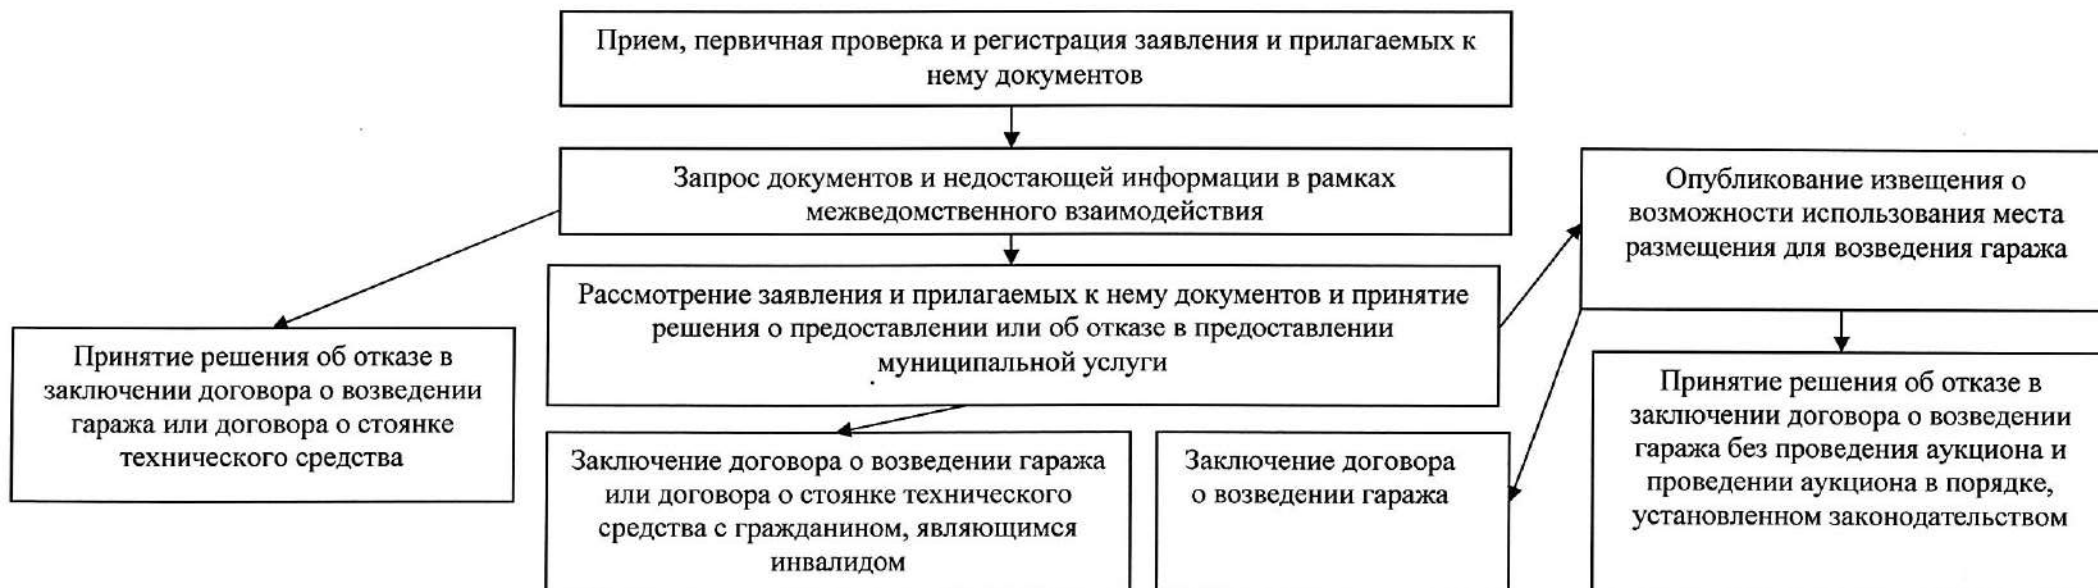 Прием, первичная проверка и регистрация заявления и прилагаемых к
нему документов
Запрос документов и недостающей информации в рамках
межведомственного взаимодействия
Опубликование извещения о
возможности использования места
размещения для возведения гаража
Рассмотрение заявления и прилагаемых к нему документов и принятие
решения о предоставлении или об отказе в предоставлении
муниципальной услуги
Принятие решения об отказе в
заключении договора о возведении
гаража или договора о стоянке
технического средства
Заключение договора о возведении гаража
или договора о стоянке технического
средства с гражданином, являющимся
инвалидом
Заключение договора
о возведении гаража
Принятие решения об отказе в
заключении договора о возведении
гаража без проведения аукциона и
проведении аукциона в порядке,
установленном законодательством